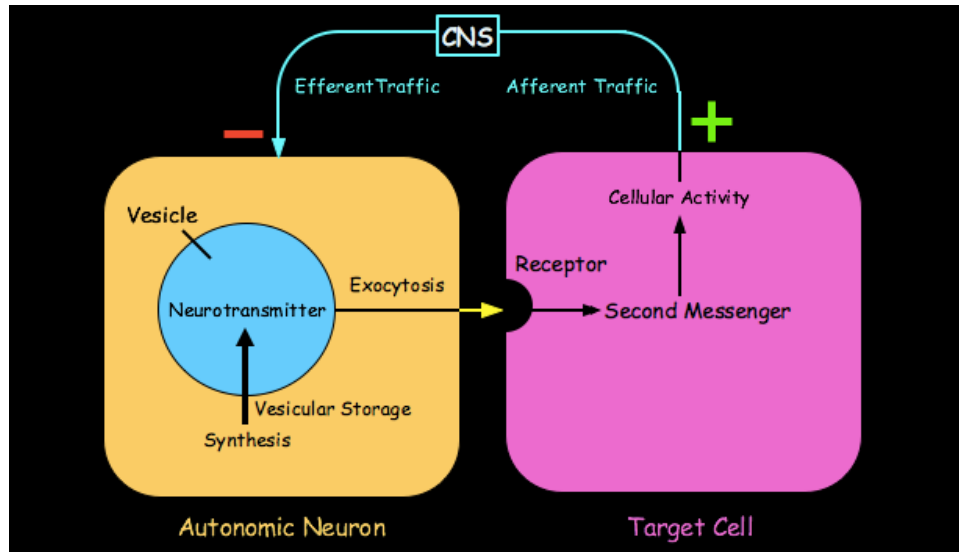 CNS
EfferentTraffic
Afferent Traffic
−
+
Vesicle
Cellular Activity
Receptor
Exocytosis
Neurotransmitter
Second Messenger
Vesicular Storage
Synthesis
Autonomic Neuron
Target Cell